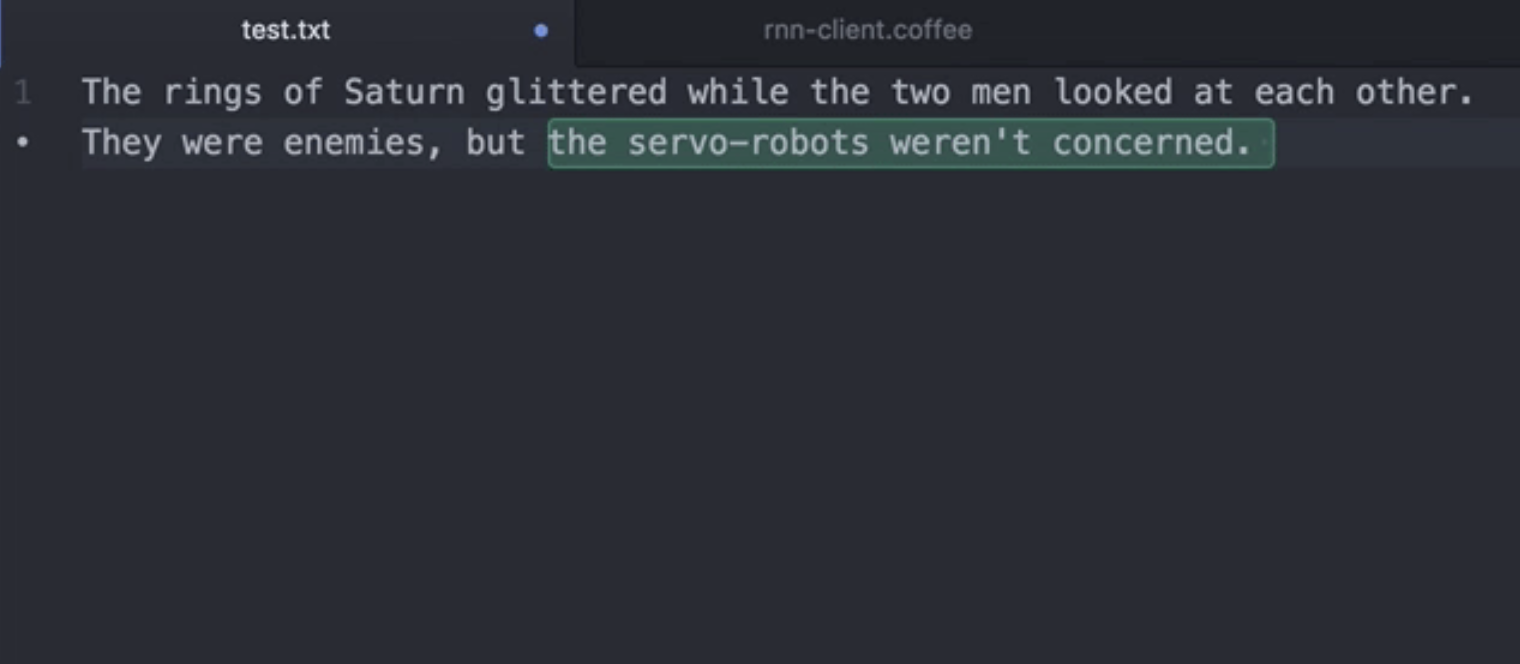 test.txt
rnn-client.coffee
1 The rings of Saturn glittered while the two men looked at each other.
• They were enemies, but the servo-robots weren't concerned.